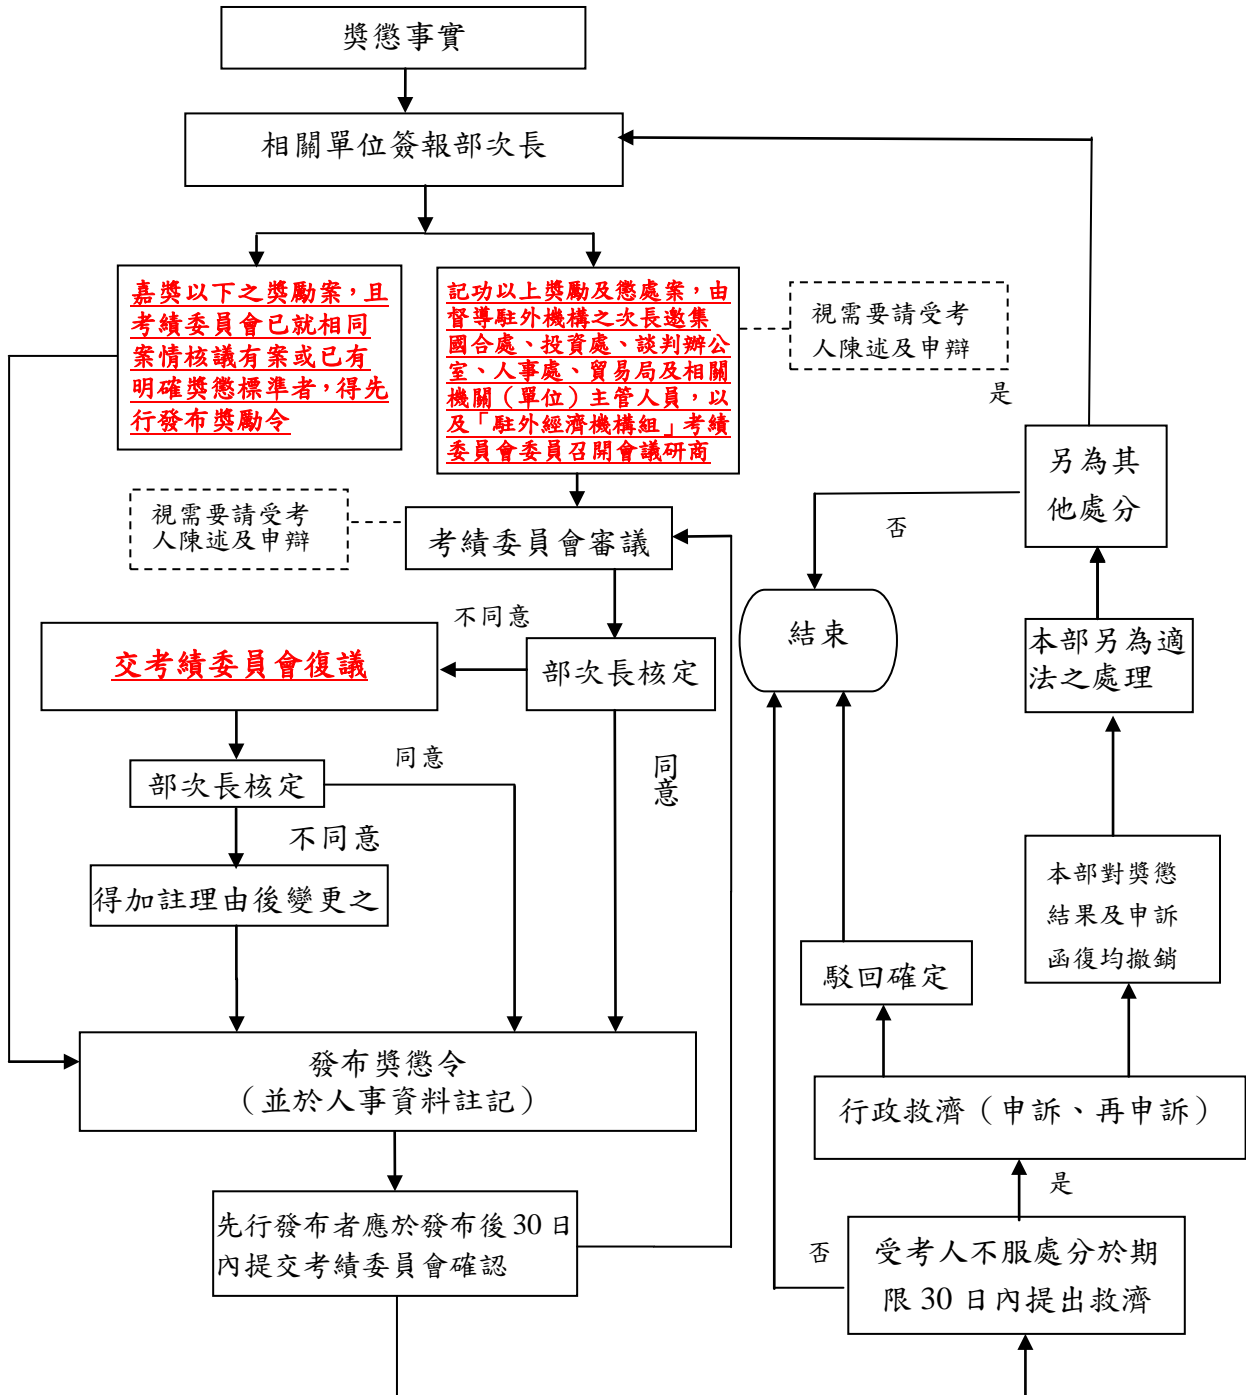 獎懲事實
相關單位簽報部次長
嘉獎以下之獎勵案，且
考績委員會已就相同
案情核議有案或已有
明確獎懲標準者，得先
行發布獎勵令
記功以上獎勵及懲處案，由
督導駐外機構之次長邀集
國合處、投資處、談判辦公
室、人事處、貿易局及相關
機關（單位）主管人員，以
及「駐外經濟機構組」考績
委員會委員召開會議研商
視需要請受考
人陳述及申辯
是
另為其
他處分
視需要請受考
人陳述及申辯
考績委員會審議
否
不同意
結束
本部另為適
法之處理
交考績委員會復議
部次長核定
同意
同意
部次長核定
不同意
得加註理由後變更之
本部對獎懲
結果及申訴
函復均撤銷
駁回確定
發布獎懲令
（並於人事資料註記）
行政救濟（申訴、再申訴）
是
先行發布者應於發布後 30 日
內提交考績委員會確認
否
受考人不服處分於期
限 30 日內提出救濟